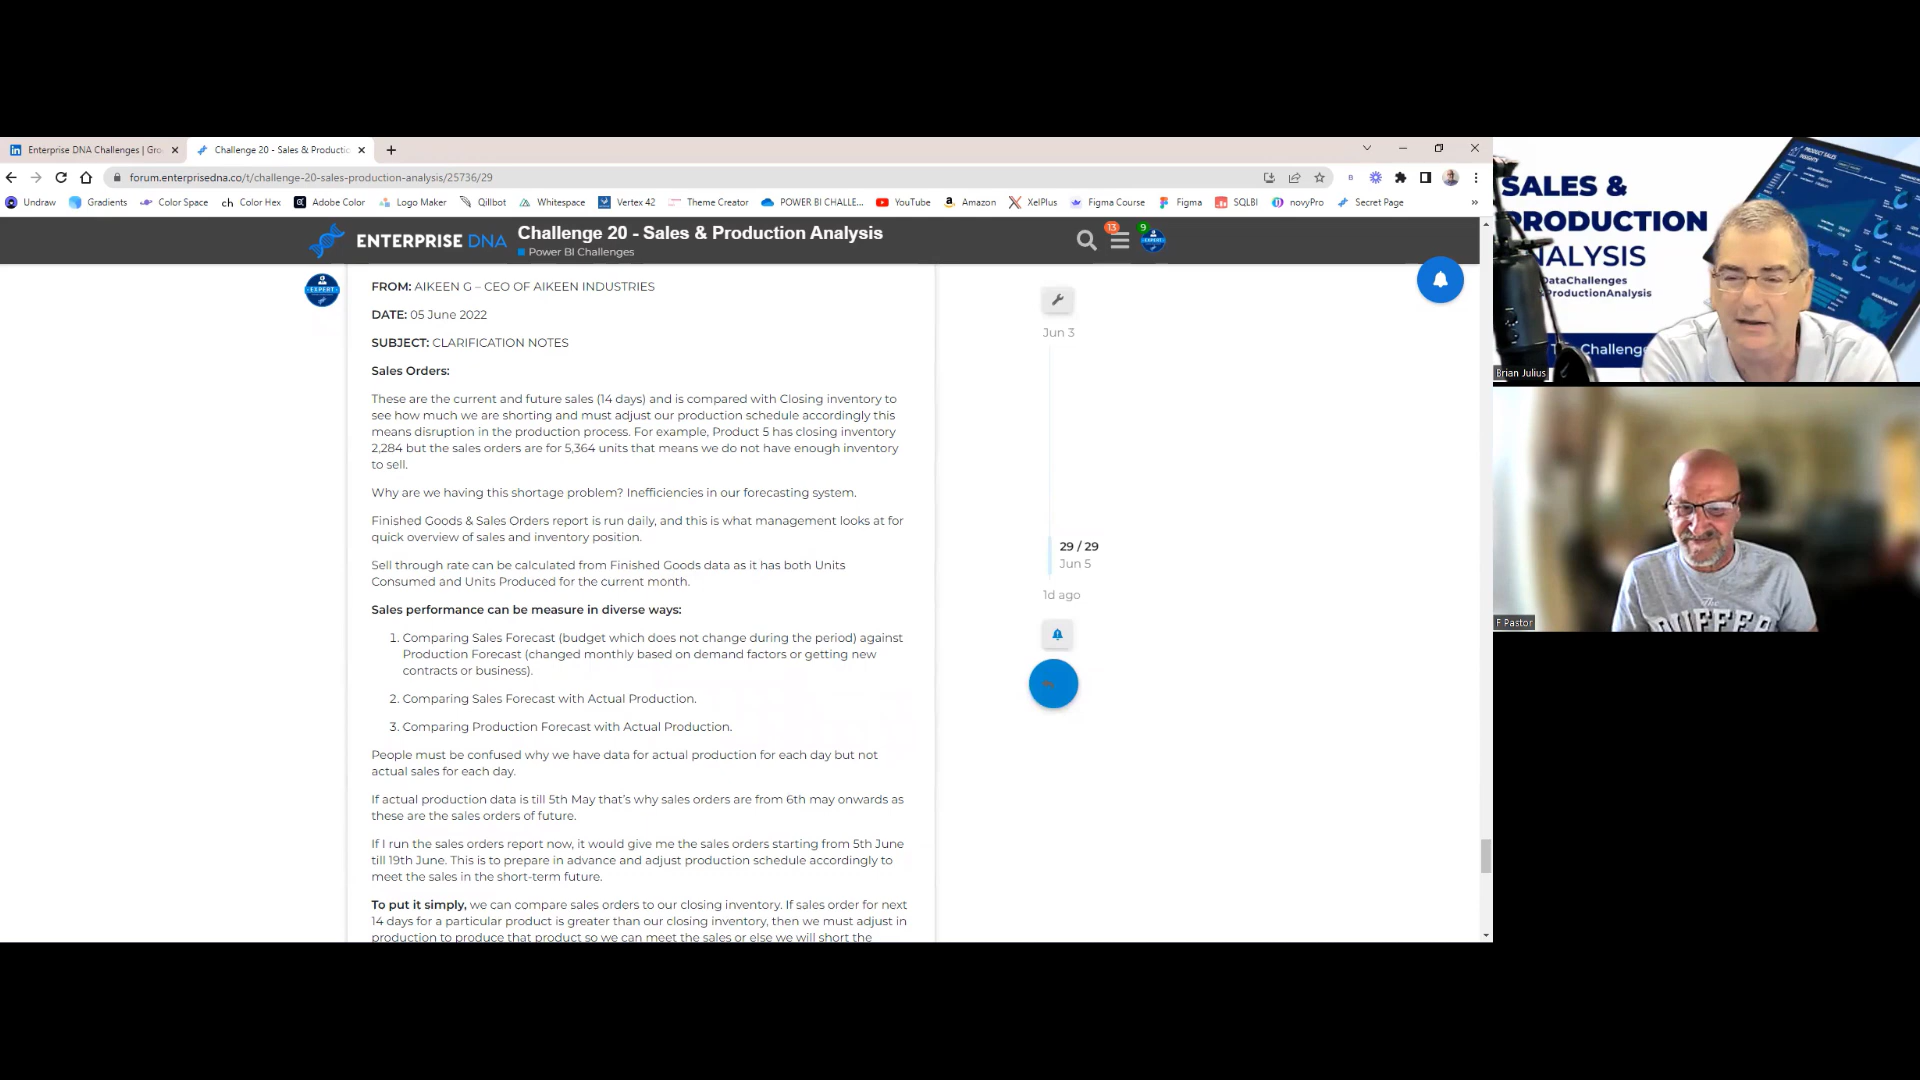 Enterprise DNA Challenges | Gro
Challenge 20 - Sales & Productio
forum.enterprisedna.co/t/challenge-20-sales-production-analysis/25736/29
Undraw
Gradients
Color Space
Color Hex
Adobe Color
Logo Maker
Qillbot
Whitespace
Vertex 42
Theme Creator
POWER BI CHALLE...
YouTube
Amazon
XelPlus
Figma Course
Figma
SQLBI
novyPro
Secret Page
ENTERPRISE DNA
Challenge 20 - Sales & Production Analysis
Power BI Challenges
13
9
EXPERT
FROM: AIKEEN G – CEO OF AIKEEN INDUSTRIES
DATE: 05 June 2022
SUBJECT: CLARIFICATION NOTES
Sales Orders:
These are the current and future sales (14 days) and is compared with Closing inventory to
see how much we are shorting and must adjust our production schedule accordingly this
means disruption in the production process. For example, Product 5 has closing inventory
2,284 but the sales orders are for 5,364 units that means we do not have enough inventory
to sell.
Why are we having this shortage problem? Inefficiencies in our forecasting system.
Finished Goods & Sales Orders report is run daily, and this is what management looks at for
quick overview of sales and inventory position.
Sell through rate can be calculated from Finished Goods data as it has both Units
Consumed and Units Produced for the current month.
Sales performance can be measure in diverse ways:
1. Comparing Sales Forecast (budget which does not change during the period) against
Production Forecast (changed monthly based on demand factors or getting new
contracts or business).
2. Comparing Sales Forecast with Actual Production.
3. Comparing Production Forecast with Actual Production.
People must be confused why we have data for actual production for each day but not
actual sales for each day.
If actual production data is till 5th May that's why sales orders are from 6th may onwards as
these are the sales orders of future.
If I run the sales orders report now, it would give me the sales orders starting from 5th June
till 19th June. This is to prepare in advance and adjust production schedule accordingly to
meet the sales in the short-term future.
To put it simply, we can compare sales orders to our closing inventory. If sales order for next
14 days for a particular product is greater than our closing inventory, then we must adjust in
production to produce that product so we can meet the sales or else we will short the
Jun 3
29 / 29
Jun 5
1d ago
SALES &
PRODUCTION
ANALYSIS
DataChallenges
ProductionAnalysis
Challenge
PRODUCT SALES
INSIGHTS
Brian Julius
The
DUFFER
F Pastor